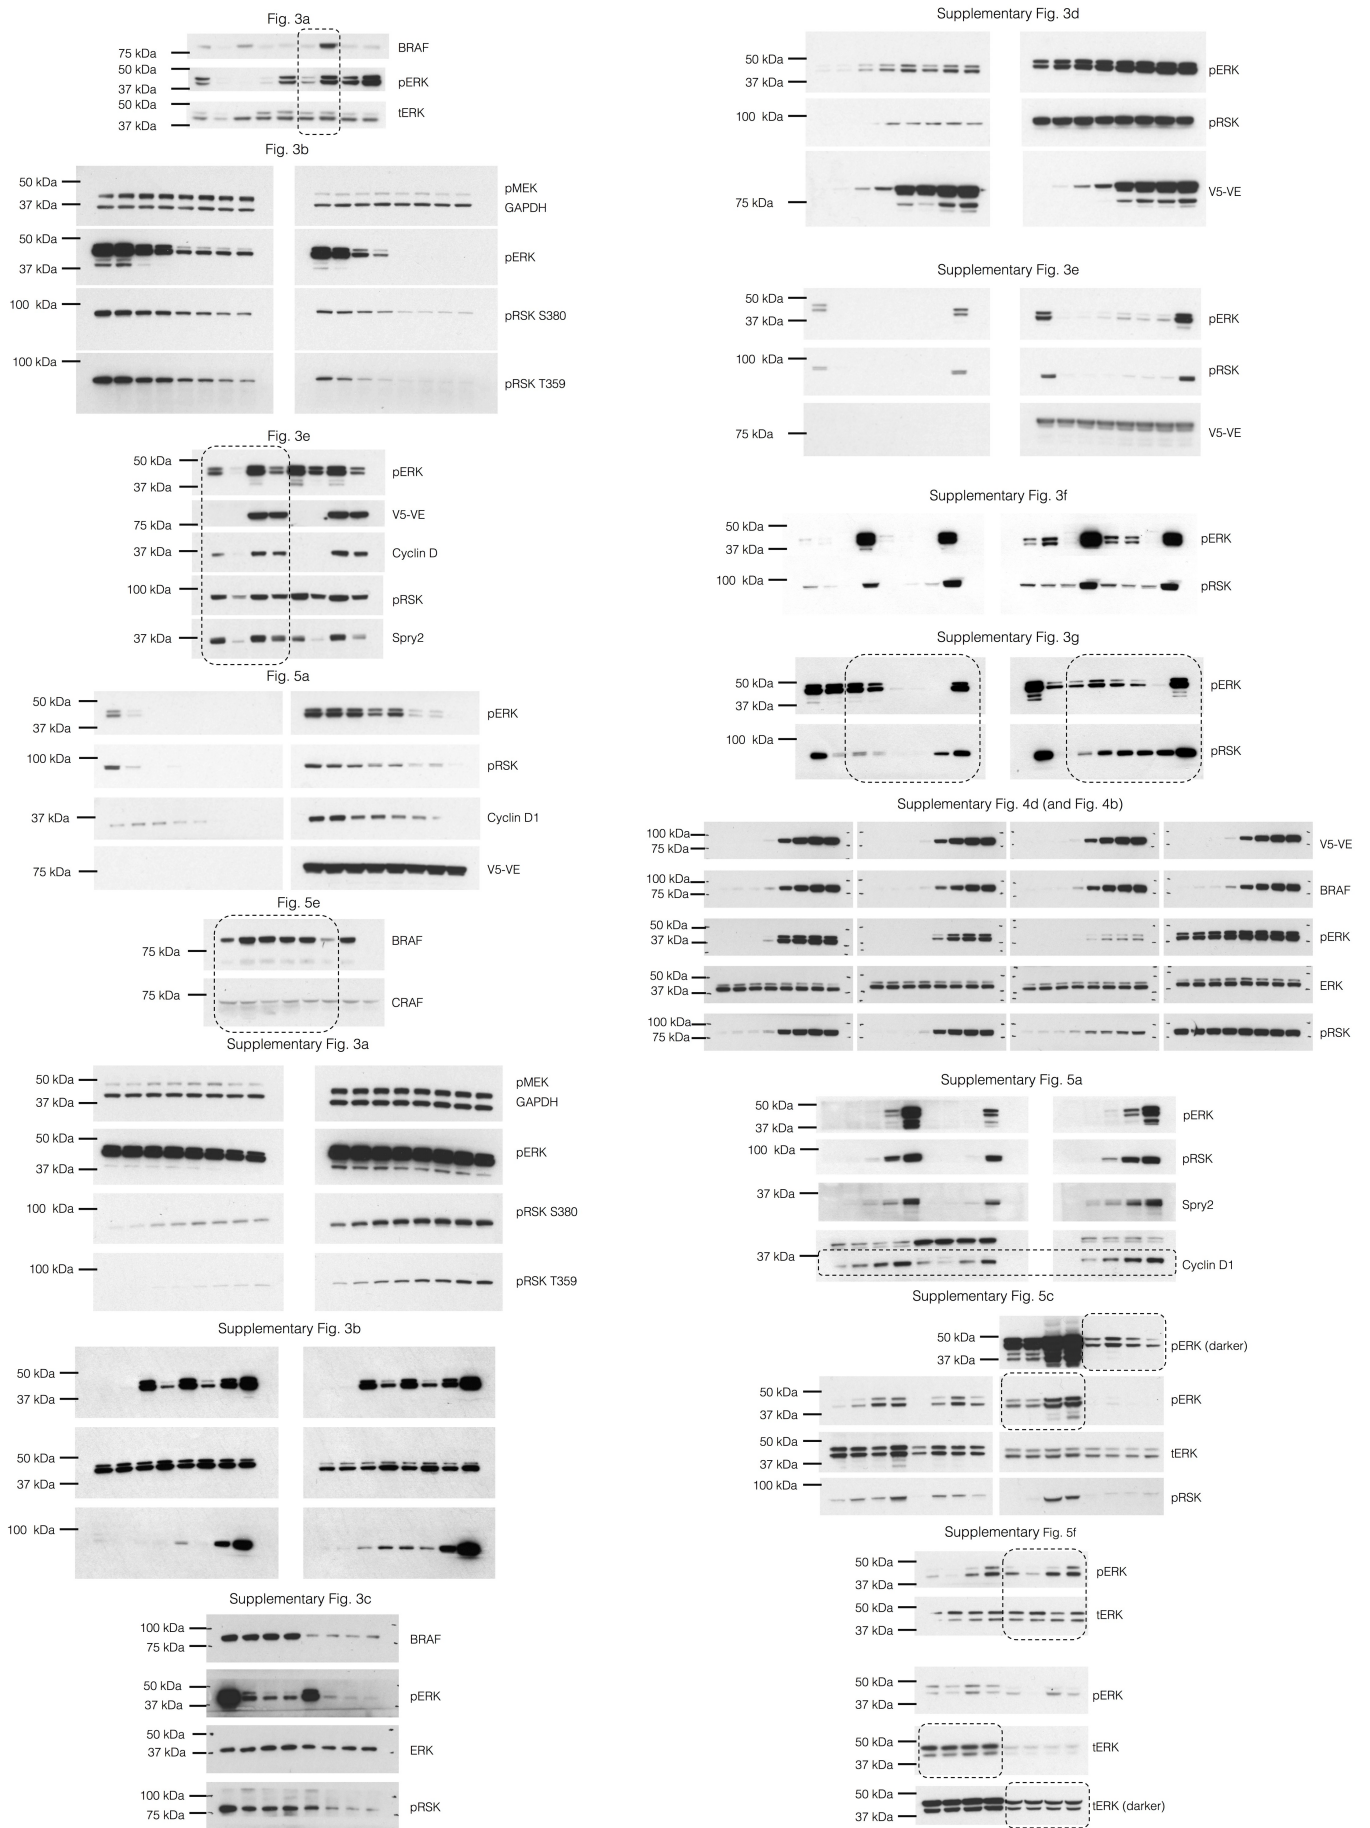 Fig. 3a
75 kDa
BRAF
50 kDa
37 kDa
pERK
50 kDa
37 kDa
tERK
Fig. 3b
50 kDa
37 kDa
pMEK
GAPDH
50 kDa
37 kDa
pERK
100 kDa
pRSK S380
100 kDa
pRSK T359
Fig. 3e
50 kDa
37 kDa
pERK
75 kDa
V5-VE
37 kDa
Cyclin D
100 kDa
pRSK
37 kDa
Spry2
Fig. 5a
50 kDa
37 kDa
pERK
100 kDa
pRSK
37 kDa
Cyclin D1
75 kDa
V5-VE
Fig. 5e
75 kDa
BRAF
75 kDa
CRAF
Supplementary Fig. 3a
50 kDa
37 kDa
pMEK
GAPDH
50 kDa
37 kDa
pERK
100 kDa
pRSK S380
100 kDa
pRSK T359
Supplementary Fig. 3b
50 kDa
37 kDa
50 kDa
37 kDa
100 kDa
Supplementary Fig. 3c
100 kDa
75 kDa
BRAF
50 kDa
37 kDa
pERK
50 kDa
37 kDa
ERK
100 kDa
75 kDa
pRSK
Supplementary Fig. 3d
50 kDa
37 kDa
pERK
100 kDa
pRSK
75 kDa
V5-VE
Supplementary Fig. 3e
50 kDa
37 kDa
pERK
100 kDa
pRSK
75 kDa
V5-VE
Supplementary Fig. 3f
50 kDa
37 kDa
pERK
100 kDa
pRSK
Supplementary Fig. 3g
50 kDa
37 kDa
pERK
100 kDa
pRSK
Supplementary Fig. 4d (and Fig. 4b)
100 kDa
75 kDa
V5-VE
100 kDa
75 kDa
BRAF
50 kDa
37 kDa
pERK
50 kDa
37 kDa
ERK
100 kDa
75 kDa
pRSK
Supplementary Fig. 5a
50 kDa
37 kDa
pERK
100 kDa
pRSK
37 kDa
Spry2
37 kDa
Cyclin D1
Supplementary Fig. 5c
50 kDa
37 kDa
pERK (darker)
50 kDa
37 kDa
pERK
50 kDa
37 kDa
tERK
100 kDa
pRSK
Supplementary Fig. 5f
50 kDa
37 kDa
pERK
50 kDa
37 kDa
tERK
50 kDa
37 kDa
pERK
50 kDa
37 kDa
tERK
50 kDa
37 kDa
tERK (darker)